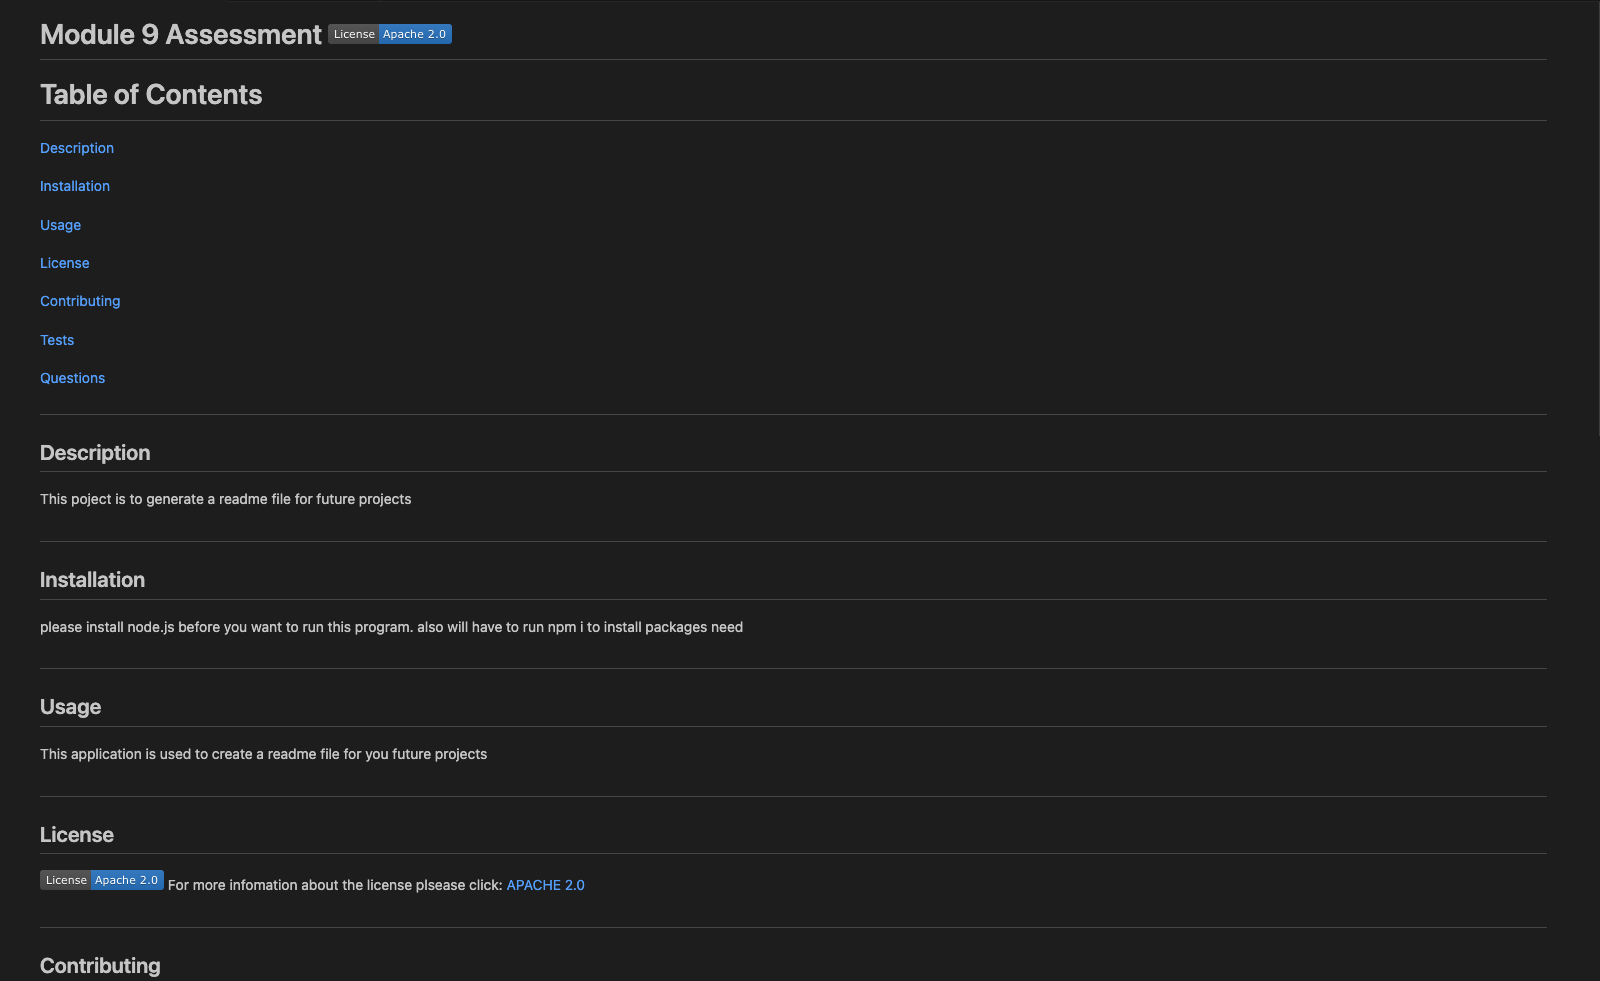 Module 9 Assessment License Apache 2.0
Table of Contents
Description
Installation
Usage
License
Contributing
Tests
Questions
Description
This poject is to generate a readme file for future projects
Installation
please install node.js before you want to run this program. also will have to run npm i to install packages need
Usage
This application is used to create a readme file for you future projects
License
License Apache 2.0 For more infomation about the license plsease click: APACHE 2.0
Contributing